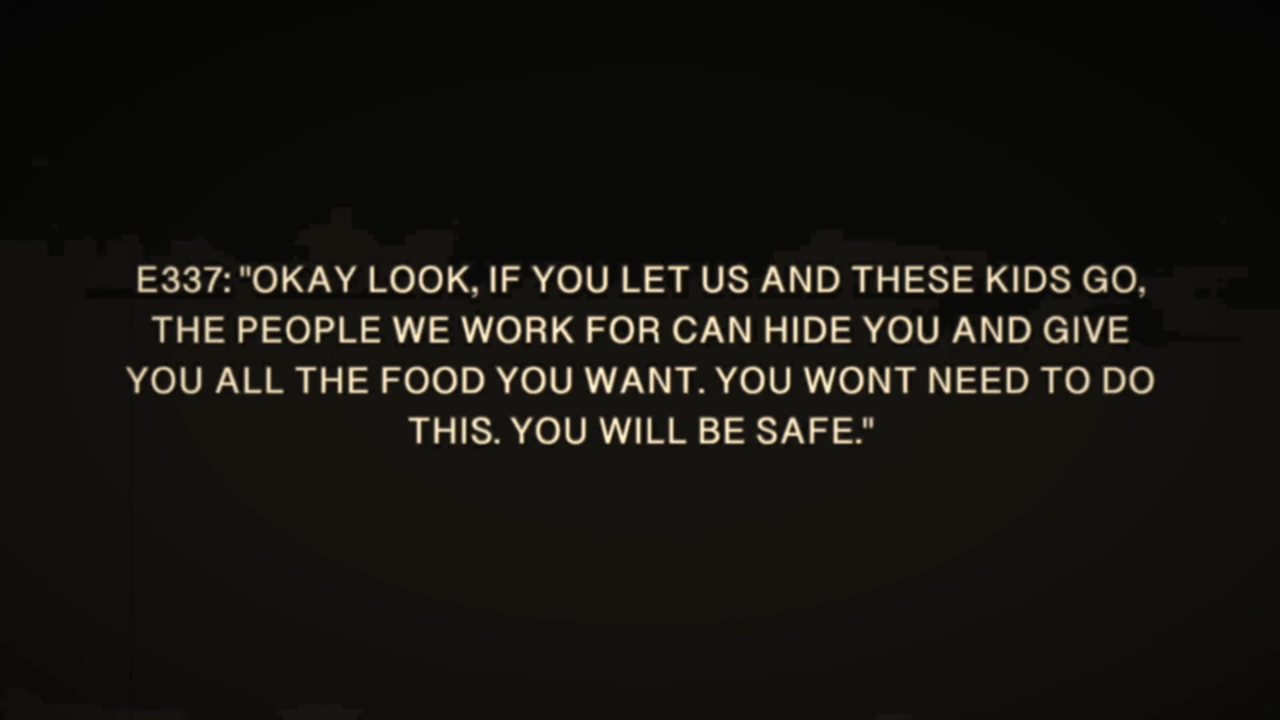 E337: "OKAY LOOK, IF YOU LET US AND THESE KIDS GO,
THE PEOPLE WE WORK FOR CAN HIDE YOU AND GIVE
YOU ALL THE FOOD YOU WANT. YOU WONT NEED TO DO
THIS. YOU WILL BE SAFE."